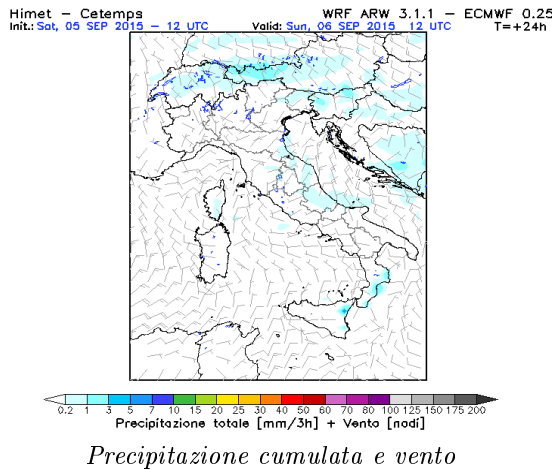 Himet – Cetemps WRF ARW 3.1.1 – ECMWF 0.25
Init.: Sat, 05 SEP 2015 – 12 UTC Valid: Sun, 06 SEP 2015 12 UTC T=+24h
0.2 1 3 5 7 10 15 20 25 30 40 50 60 70 80 100 125 150 175 200
Precipitazione totale [mm/3h] + Vento [nodi]
Precipitazione cumulata e vento